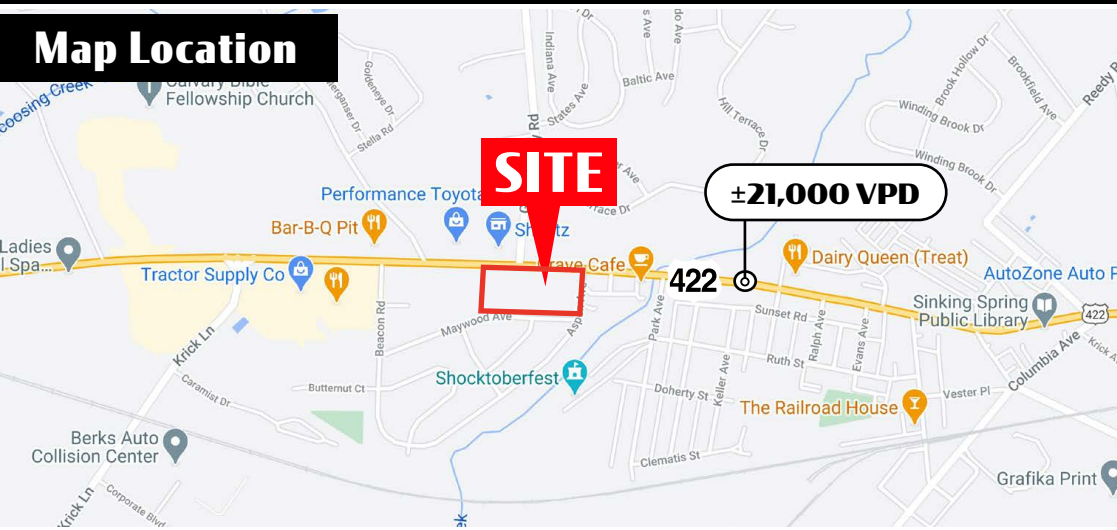 Map Location
Calvary Bible
Fellowship Church
Goldeneye Dr
Stella Rd
Indiana Ave
States Ave
Baltic Ave
Hill Terrace Dr
Brook Hollow Dr
Brookfield Ave
Winding Brook Dr
Winding Brook Dr
SITE
±21,000 VPD
Performance Toyota
Bar-B-Q Pit
Ladies
Tractor Supply Co
422
Dairy Queen (Treat)
AutoZone Auto P
Sinking Spring
Public Library
422
Krick Ln
Beacon Rd
Maywood Ave
Park Ave
Sunset Rd
Ralph Ave
Evans Ave
Ruth St
Keller Ave
Columbia Ave
Shocktoberfest
Caramist Dr
Butternut Ct
Doherty St
The Railroad House
Vester Pl
Berks Auto
Collision Center
Clematis St
Grafika Print
Krick Ln
Corporate Blvd